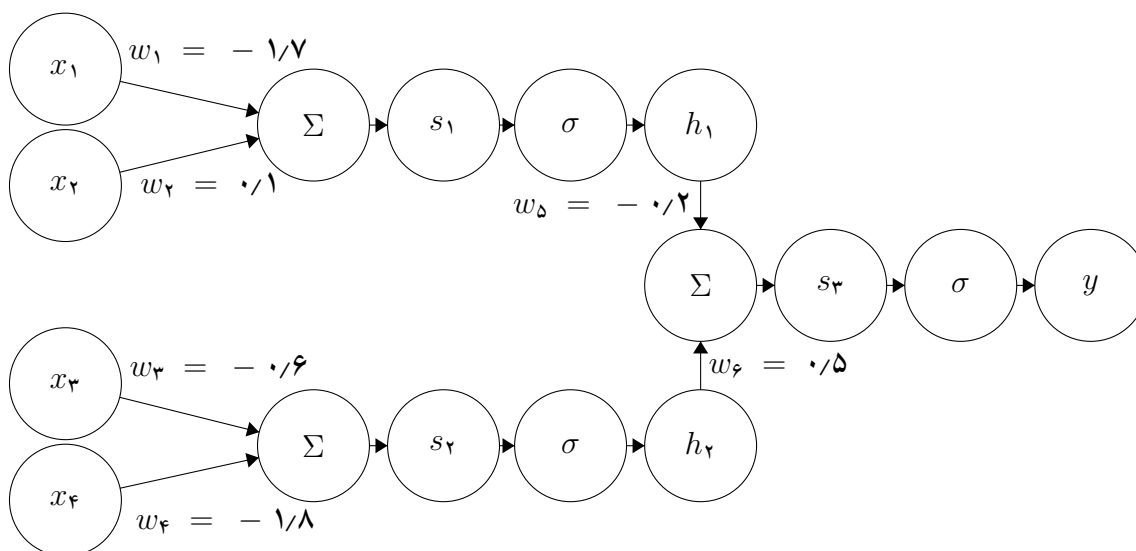 x₁
w₁ = − ۱٫۷
x₂
w₂ = ۰٫۱
Σ
s₁
σ
h₁
w₅ = − ۰٫۲
Σ
s₃
σ
y
x₃
w₃ = − ۰٫۶
x₄
w₄ = − ۱٫۸
Σ
s₂
σ
h₂
w₆ = ۰٫۵